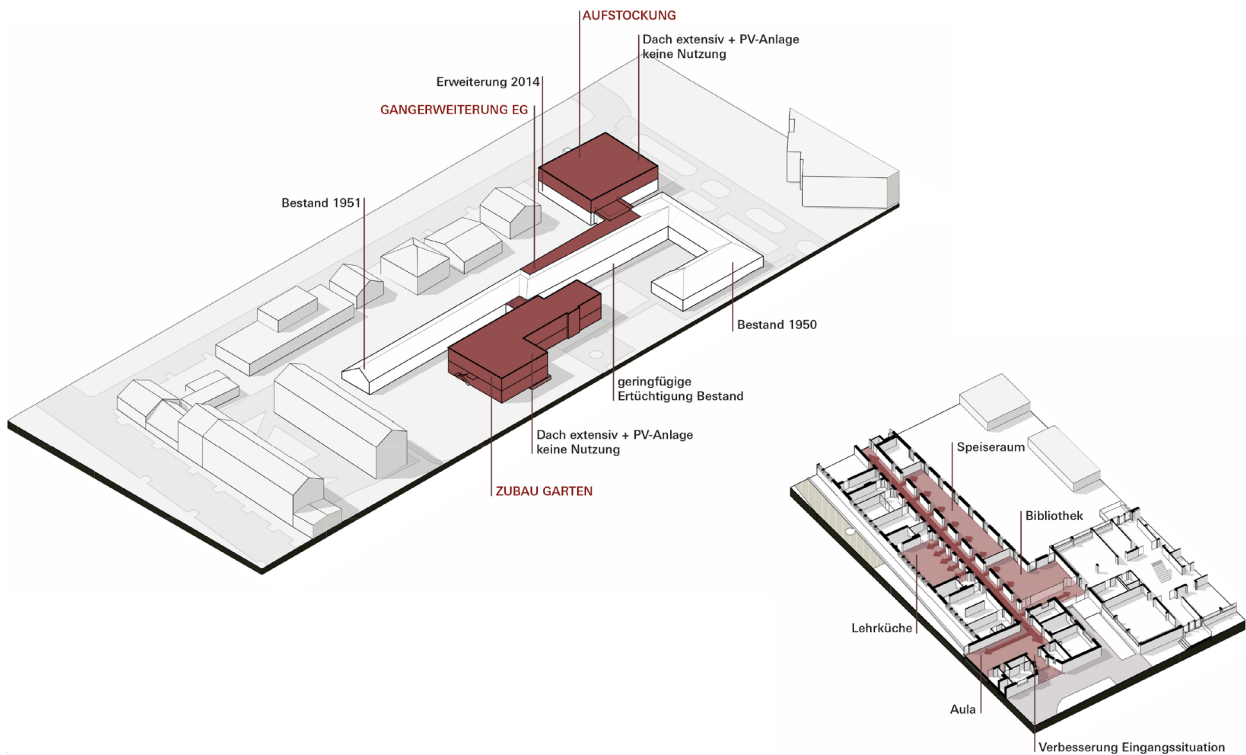 AUFSTOCKUNG
Dach extensiv + PV-Anlage
keine Nutzung
Erweiterung 2014
GANGERWEITERUNG EG
Bestand 1951
Bestand 1950
geringfügige
Ertüchtigung Bestand
Dach extensiv + PV-Anlage
keine Nutzung
ZUBAU GARTEN
Speiseraum
Bibliothek
Lehrküche
Aula
Verbesserung Eingangssituation